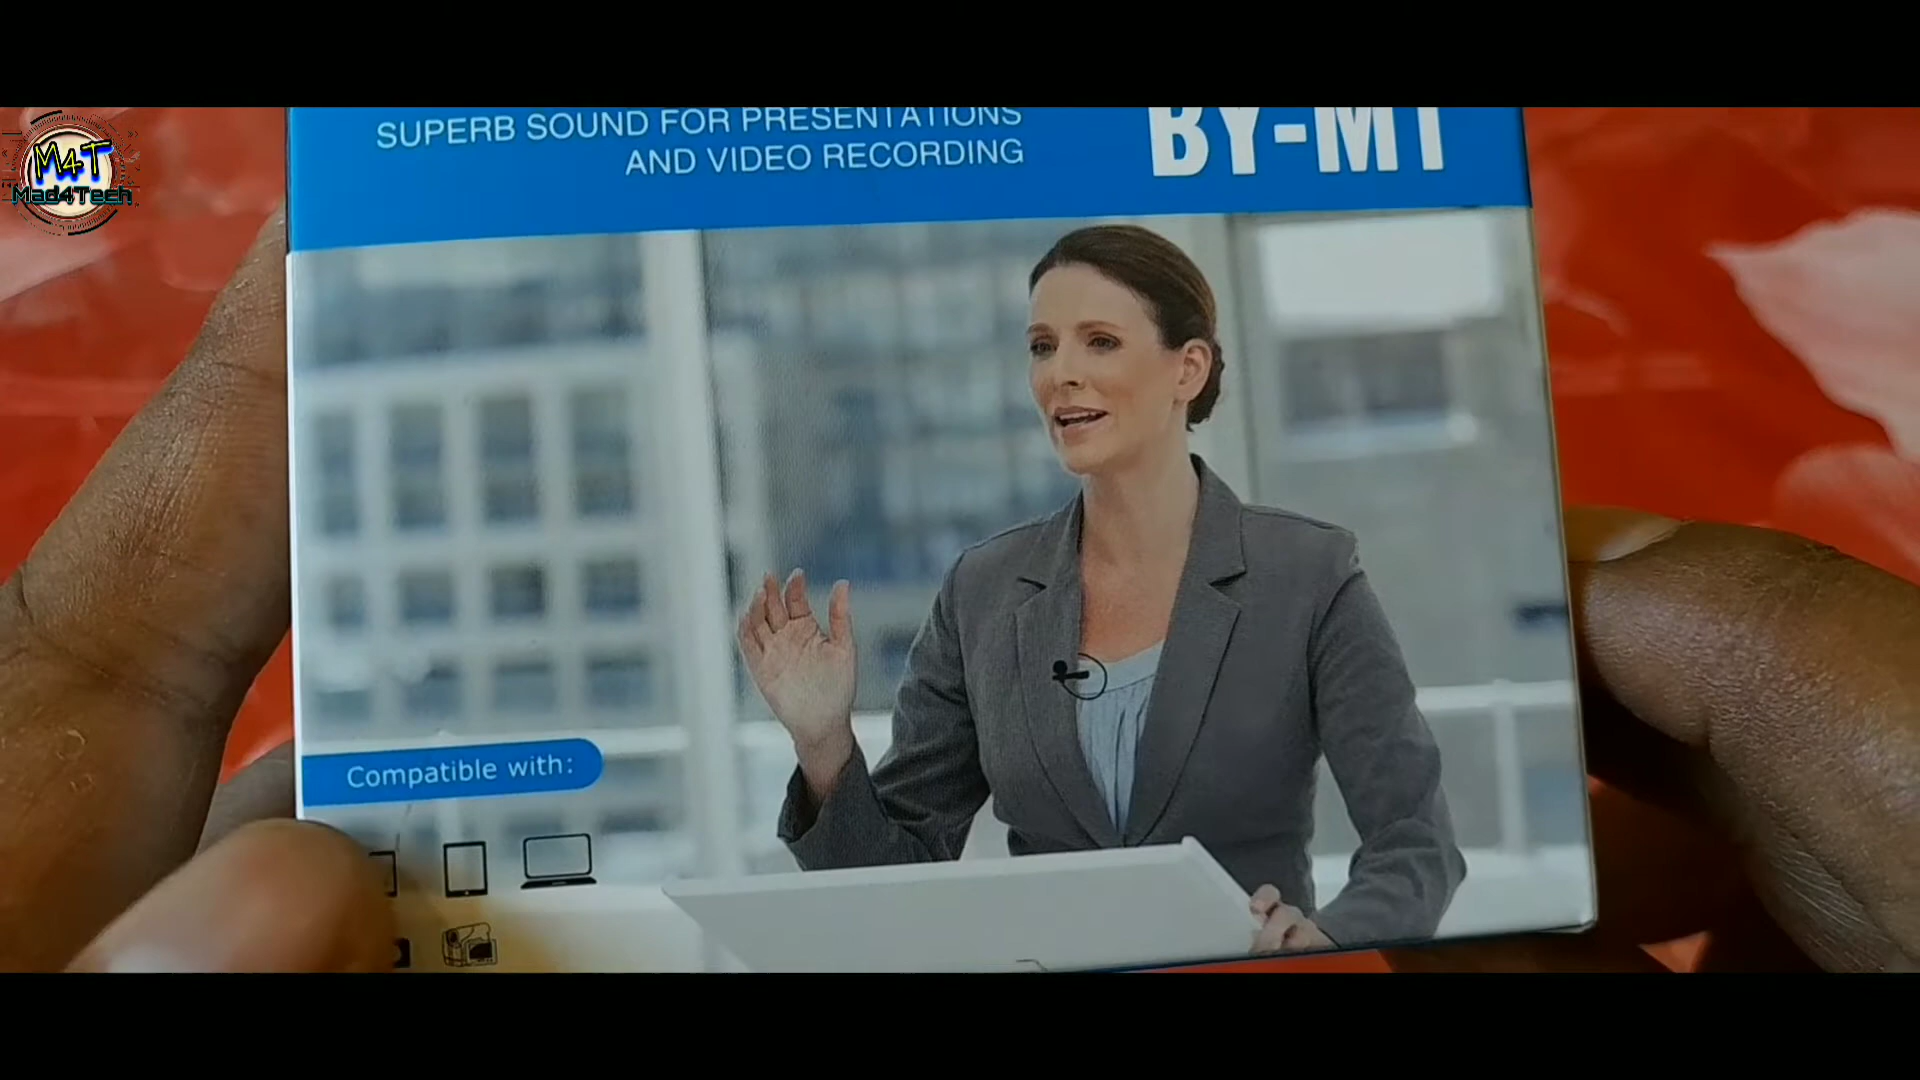 M4T
Mad4Tech
SUPERB SOUND FOR PRESENTATIONS
AND VIDEO RECORDING
BY-M1
Compatible with: